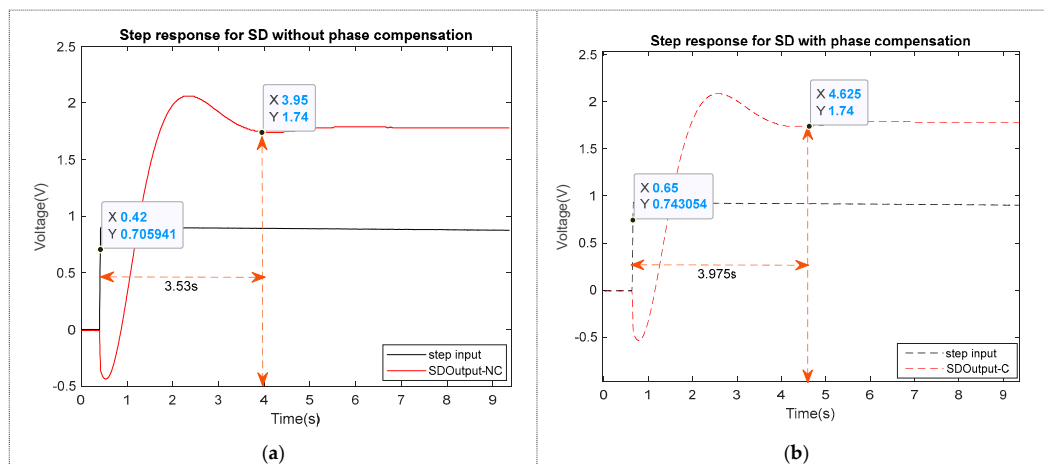 Step response for SD without phase compensation
2.5
2
1.5
1
0.5
0
-0.5
Voltage(V)
X 3.95
Y 1.74
X 0.42
Y 0.705941
3.53s
step input
SDOutput-NC
0 1 2 3 4 5 6 7 8 9
Time(s)
(a)
Step response for SD with phase compensation
2.5
2
1.5
1
0.5
0
-0.5
Voltage(V)
X 4.625
Y 1.74
X 0.65
Y 0.743054
3.975s
step input
SDOutput-C
0 1 2 3 4 5 6 7 8 9
Time(s)
(b)